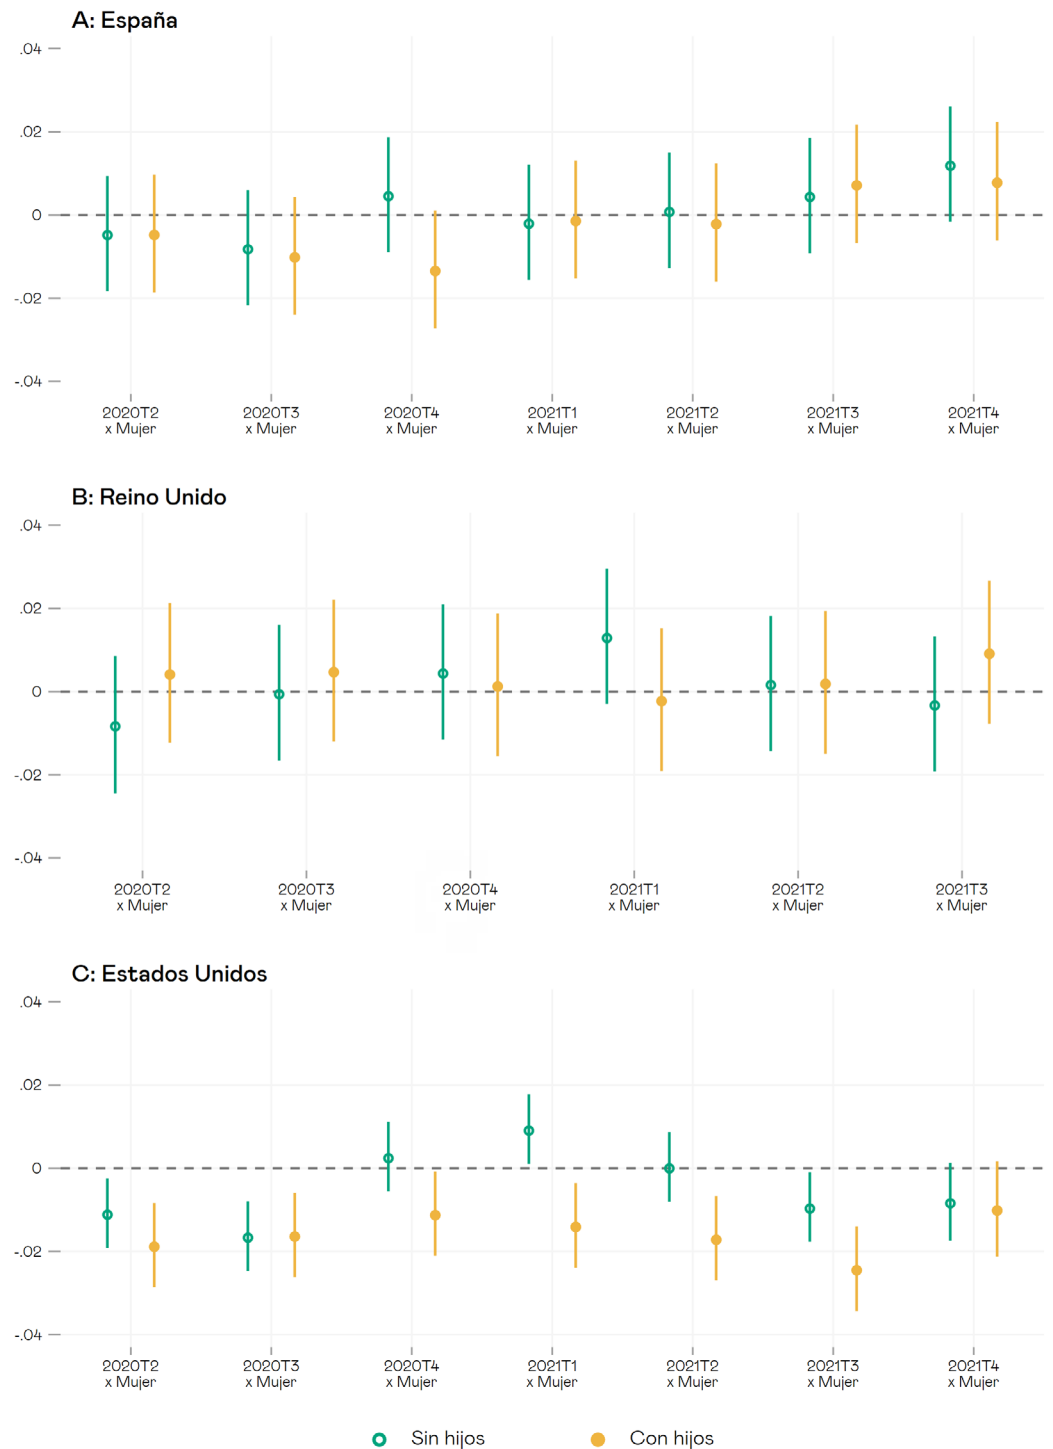 A: España
.04
.02
0
-.02
-.04
2020T2 2020T3 2020T4 2021T1 2021T2 2021T3 2021T4
x Mujer x Mujer x Mujer x Mujer x Mujer x Mujer x Mujer
B: Reino Unido
.04
.02
0
-.02
-.04
2020T2 2020T3 2020T4 2021T1 2021T2 2021T3
x Mujer x Mujer x Mujer x Mujer x Mujer x Mujer
C: Estados Unidos
.04
.02
0
-.02
-.04
2020T2 2020T3 2020T4 2021T1 2021T2 2021T3 2021T4
x Mujer x Mujer x Mujer x Mujer x Mujer x Mujer x Mujer
Sin hijos Con hijos